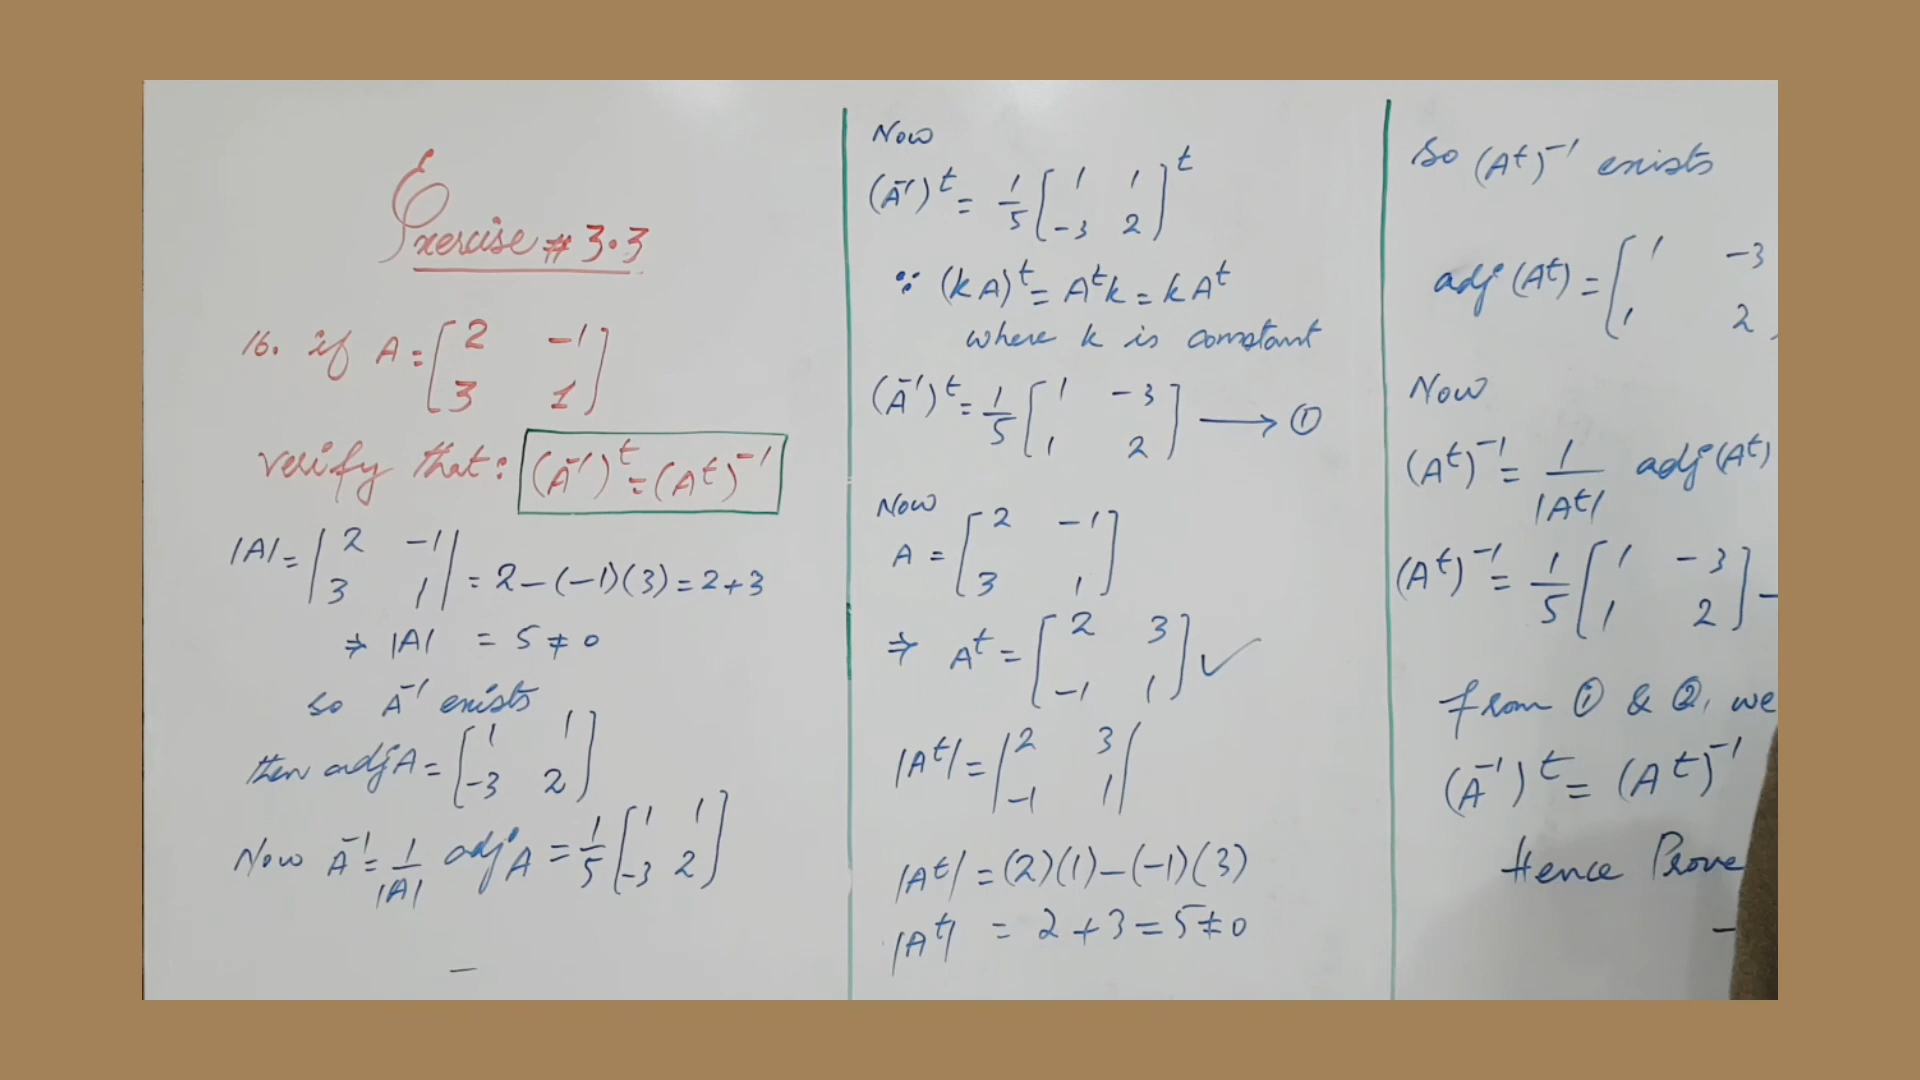 Exercise # 3.3
16. if A = [2 -1
3 1]
verify that: (A⁻¹)ᵗ = (Aᵗ)⁻¹
|A| = |2 -1
3 1| = 2 - (-1)(3) = 2+3
⇒ |A| = 5 ≠ 0
so A⁻¹ exists
then adj A = [1 1
-3 2]
Now A⁻¹ = 1/|A| adj A = 1/5 [1 1
-3 2]
Now
(A⁻¹)ᵗ = 1/5 [1 1
-3 2]ᵗ
∵ (kA)ᵗ = Aᵗk = kAᵗ
where k is constant
(A⁻¹)ᵗ = 1/5 [1 -3
1 2] ⟶ ①
Now
A = [2 -1
3 1]
⇒ Aᵗ = [2 3
-1 1] ✓
|Aᵗ| = |2 3
-1 1|
|Aᵗ| = (2)(1) - (-1)(3)
|Aᵗ| = 2 + 3 = 5 ≠ 0
So (Aᵗ)⁻¹ exists
adj (Aᵗ) = [1 -3
1 2
Now
(Aᵗ)⁻¹ = 1/|Aᵗ| adj (Aᵗ)
(Aᵗ)⁻¹ = 1/5 [1 -3
1 2] -
from ① & ②, we
(A⁻¹)ᵗ = (Aᵗ)⁻¹
Hence Prove